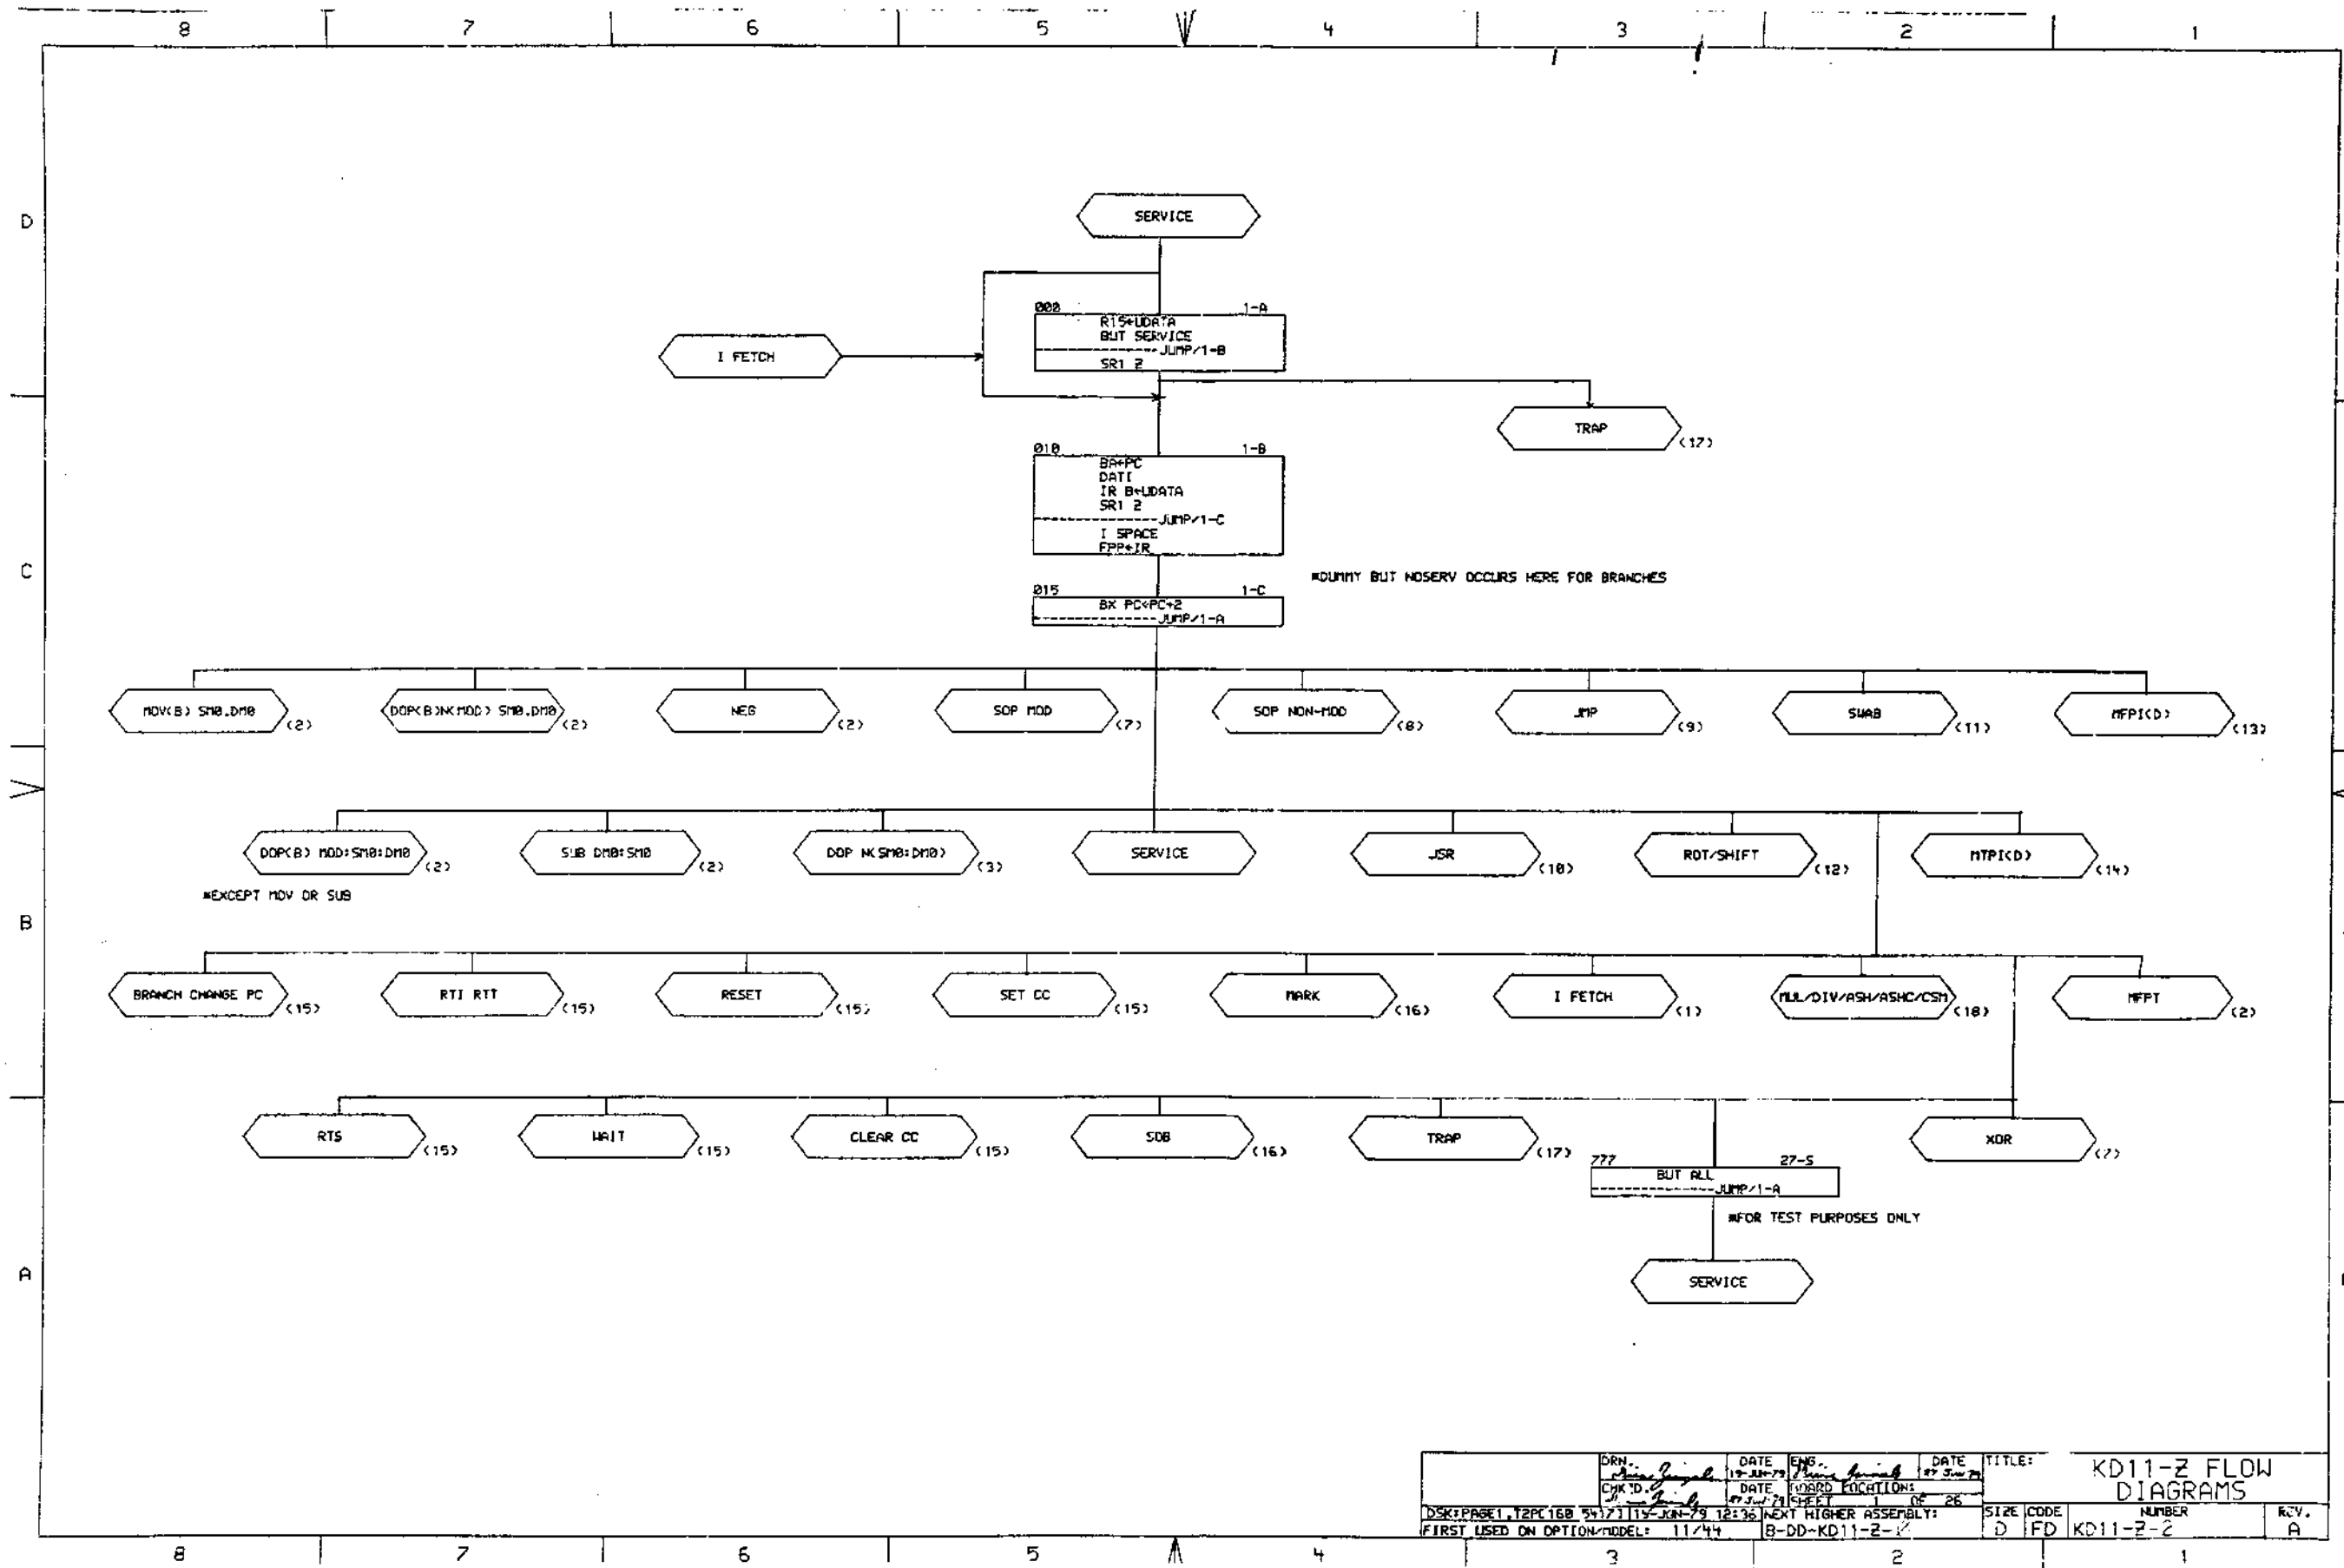 8 7 6 5 4 3 2 1
D
SERVICE
000 1-A
R15←UDATA
BUT SERVICE
------------JUMP/1-B
SR1 2
I FETCH
TRAP
(17)
010 1-B
BA←PC
DATI
IR B←UDATA
SR1 2
------------JUMP/1-C
I SPACE
FPP←IR
C
*DUMMY BUT NOSERV OCCURS HERE FOR BRANCHES
015 1-C
BX PC←PC+2
------------JUMP/1-A
MOV(B) SM0.DM0 (2) DOP(B)N(MOD) SM0.DM0 (2) NEG (2) SOP MOD (7) SOP NON-MOD (8) JMP (9) SWAB (11) MFPI(D) (13)
DOP(B) MOD:SM0:DM0 (2) SUB DM0:SM0 (2) DOP N(SM0:DM0) (3) SERVICE JSR (10) ROT/SHIFT (12) MTPI(D) (14)
*EXCEPT MOV OR SUB
B
BRANCH CHANGE PC (15) RTI RTT (15) RESET (15) SET CC (15) MARK (16) I FETCH (1) MUL/DIV/ASH/ASHC/CSM (18) MFPT (2)
RTS (15) WAIT (15) CLEAR CC (15) SOB (16) TRAP (17) XOR (7)
777 27-S
BUT ALL
------------JUMP/1-A
*FOR TEST PURPOSES ONLY
A
SERVICE
DRN. DATE 19-JUN-79 ENG. DATE TITLE: KD11-Z FLOW
CHK'D. DATE BOARD LOCATION: DIAGRAMS
SHEET 1 OF 26
DSK:PAGE1.T2P[160 19-JUN-79 12:36 NEXT HIGHER ASSEMBLY: SIZE CODE NUMBER REV.
FIRST USED ON OPTION/MODEL: 11/44 D FD KD11-Z-2 A
8 7 6 5 4 3 2 1